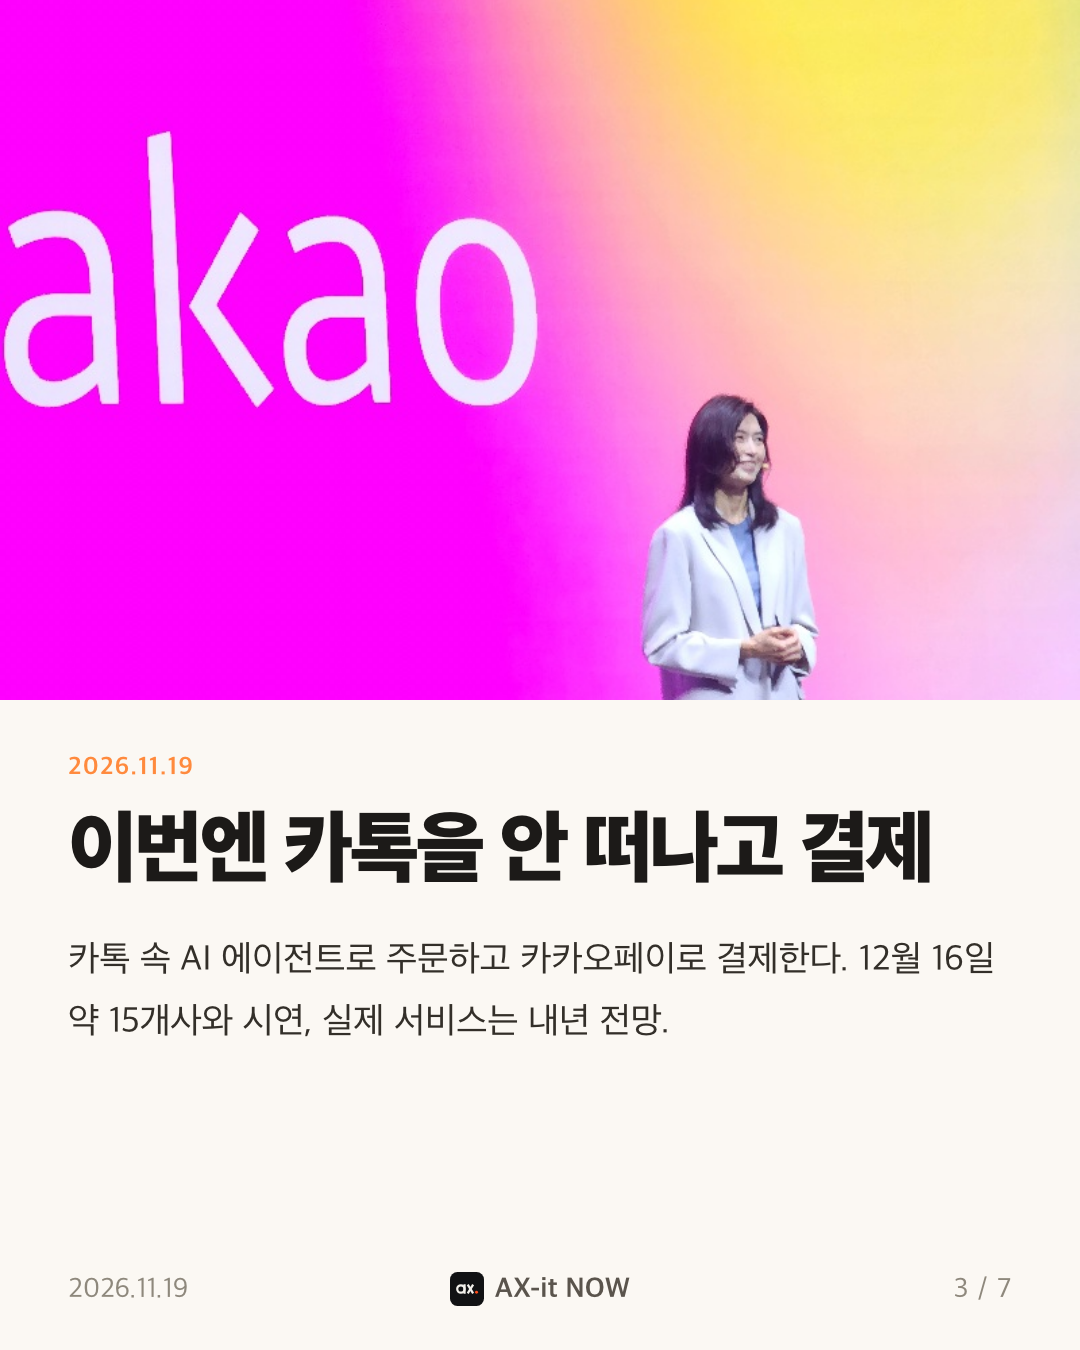 akao
2026.11.19
이번엔 카톡을 안 떠나고 결제
카톡 속 AI 에이전트로 주문하고 카카오페이로 결제한다. 12월 16일
약 15개사와 시연, 실제 서비스는 내년 전망.
2026.11.19
ax.
AX-it NOW
3 / 7